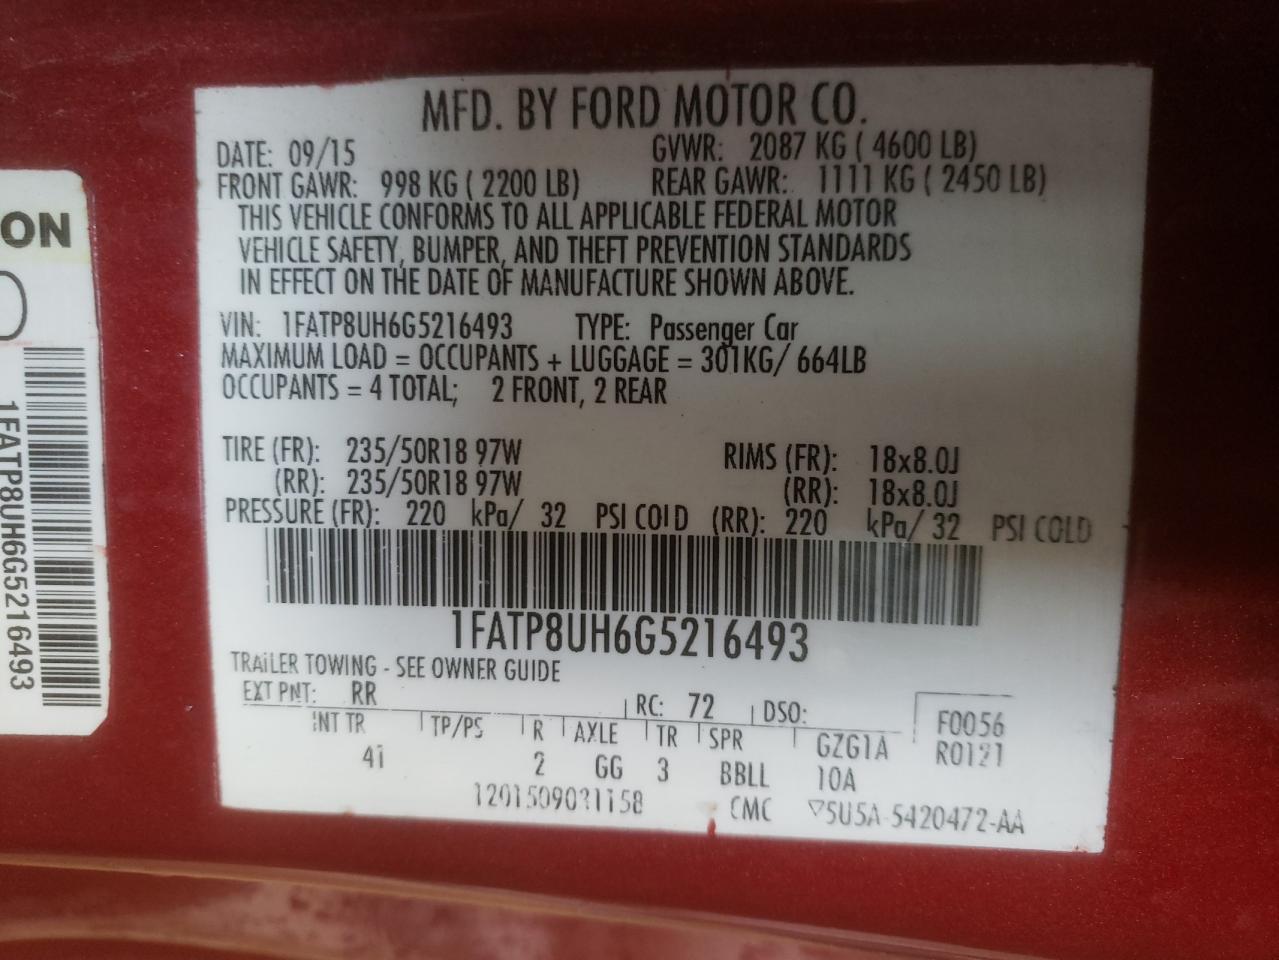 MFD. BY FORD MOTOR CO.
DATE: 09/15 GVWR: 2087 KG ( 4600 LB)
FRONT GAWR: 998 KG ( 2200 LB) REAR GAWR: 1111 KG ( 2450 LB)
THIS VEHICLE CONFORMS TO ALL APPLICABLE FEDERAL MOTOR
VEHICLE SAFETY, BUMPER, AND THEFT PREVENTION STANDARDS
IN EFFECT ON THE DATE OF MANUFACTURE SHOWN ABOVE.
VIN: 1FATP8UH6G5216493 TYPE: Passenger Car
MAXIMUM LOAD = OCCUPANTS + LUGGAGE = 301KG/ 664LB
OCCUPANTS = 4 TOTAL; 2 FRONT, 2 REAR
TIRE (FR): 235/50R18 97W RIMS (FR): 18x8.0J
(RR): 235/50R18 97W (RR): 18x8.0J
PRESSURE (FR): 220 kPa/ 32 PSI COLD (RR): 220 kPa/ 32 PSI COLD
1FATP8UH6G5216493
TRAILER TOWING - SEE OWNER GUIDE
EXT PNT: RR RC: 72 DSO: F0056
INT TR TP/PS R AXLE TR SPR GZG1A R0121
41 2 GG 3 BBLL 10A
1201509031158 CMC 5U5A-5420472-AA
ON
1FATP8UH6G5216493